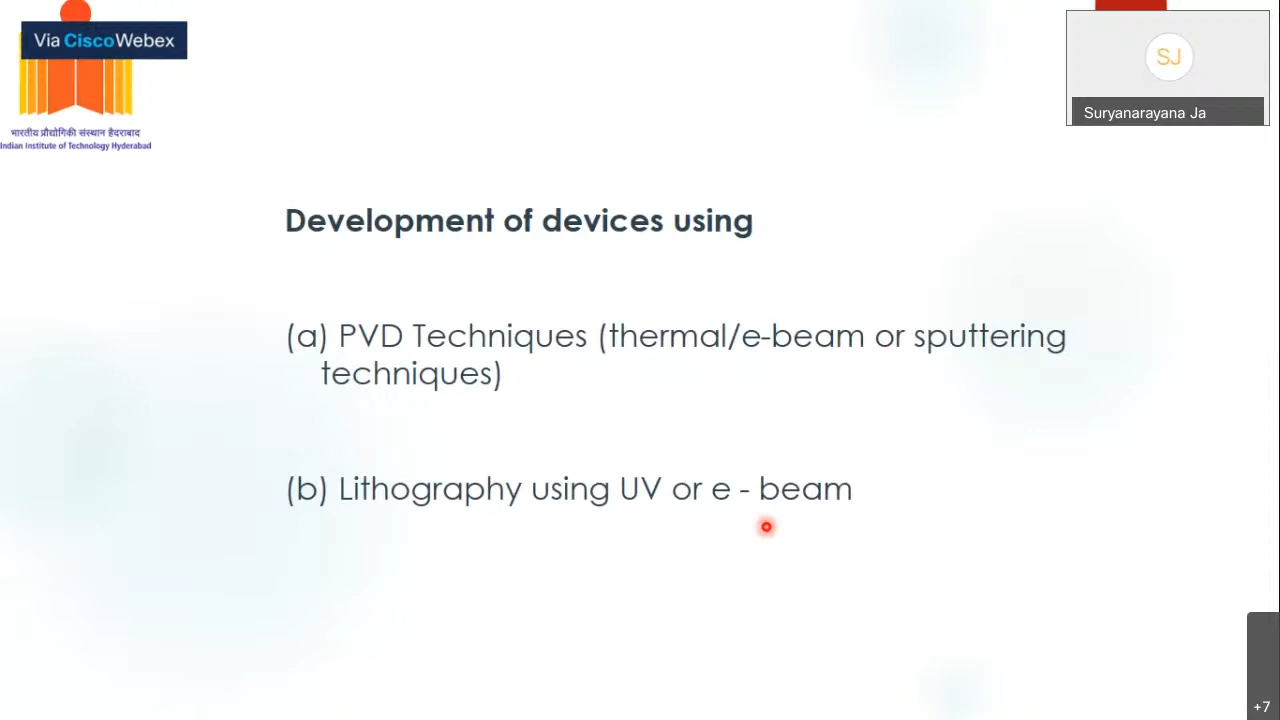 Via CiscoWebex
भारतीय प्रौद्योगिकी संस्थान हैदराबाद
Indian Institute of Technology Hyderabad
SJ
Suryanarayana Ja
Development of devices using
(a) PVD Techniques (thermal/e-beam or sputtering
techniques)
(b) Lithography using UV or e - beam
+7